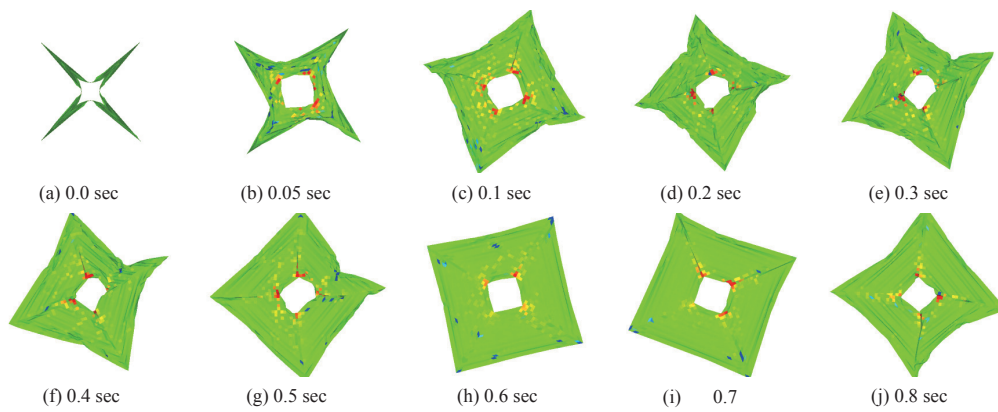 (a) 0.0 sec
(b) 0.05 sec
(c) 0.1 sec
(d) 0.2 sec
(e) 0.3 sec
(f) 0.4 sec
(g) 0.5 sec
(h) 0.6 sec
(i) 0.7
(j) 0.8 sec